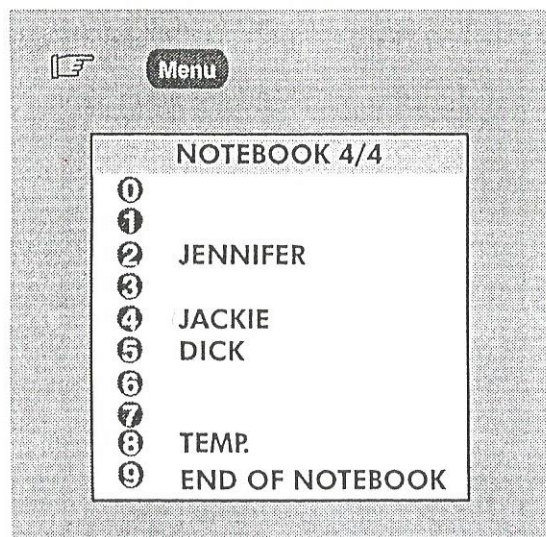 Menu
NOTEBOOK 4/4
0
1
2 JENNIFER
3
4 JACKIE
5 DICK
6
7
8 TEMP.
9 END OF NOTEBOOK